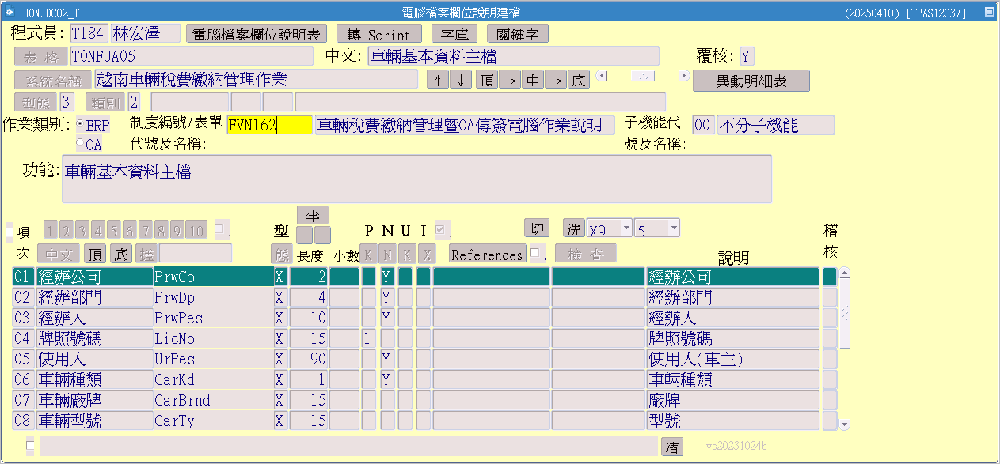 HONJDC02_T 電腦檔案欄位說明建檔 (20250410) [TPAS12C37]
程式員: T184 林宏澤 電腦檔案欄位說明表 轉 Script 字庫 關鍵字
表 格 T0NFUA05 中文: 車輛基本資料主檔 覆核: Y
系統名稱 越南車輛稅費繳納管理作業 ↑ ↓ 頂 → 中 → 底 異動明細表
型態 3 類別 2
作業類別: ERP 制度編號/表單 FVN162 車輛稅費繳納管理暨OA傳簽電腦作業說明 子機能代 00 不分子機能
OA 代號及名稱: 號及名稱:
功能: 車輛基本資料主檔
半
項 1 2 3 4 5 6 7 8 9 10 . 型 P N U I . 切 洗 X9 5 稽
次 中文 頂 底 搓 態 長度 小數 K N K X References . 檢 查 說明 核
01 經辦公司 PrwCo X 2 Y 經辦公司
02 經辦部門 PrwDp X 4 Y 經辦部門
03 經辦人 PrwPes X 10 Y 經辦人
04 牌照號碼 LicNo X 15 1 牌照號碼
05 使用人 UrPes X 90 Y 使用人(車主)
06 車輛種類 CarKd X 1 Y 車輛種類
07 車輛廠牌 CarBrnd X 15 廠牌
08 車輛型號 CarTy X 15 型號
清 vs20231024b